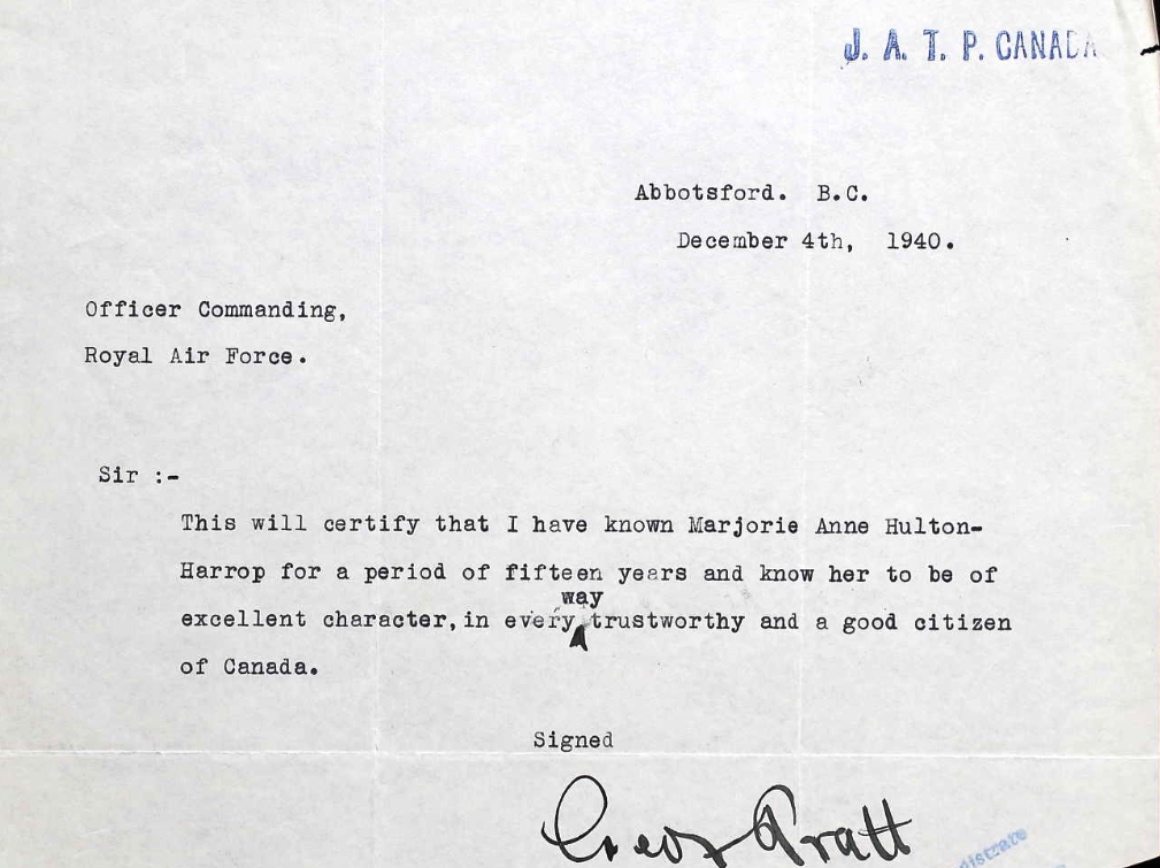 J. A. T. P. CANADA
Abbotsford. B.C.
December 4th, 1940.
Officer Commanding,
Royal Air Force.
Sir :-
This will certify that I have known Marjorie Anne Hulton-
Harrop for a period of fifteen years and know her to be of
way
excellent character, in every trustworthy and a good citizen
of Canada.
Signed
Pratt